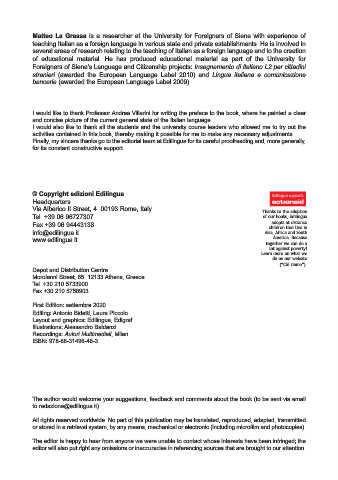 Matteo La Grassa is a researcher at the University for Foreigners of Siena with experience of
teaching Italian as a foreign language in various state and private establishments He is involved in
several areas of research relating to the teaching of Italian as a foreign language and to the creation
of educational material He has produced educational material as part of the University for
Foreigners of Siena's Language and Citizenship projects: Insegnamento di italiano L2 per cittadini
stranieri (awarded the European Language Label 2010) and Lingua italiana e comunicazione
bancaria (awarded the European Language Label 2009)
I would like to thank Professor Andrea Villarini for writing the preface to the book, where he painted a clear
and concise picture of the current general state of the Italian language
I would also like to thank all the students and the university course leaders who allowed me to try out the
activities contained in this book, thereby making it possible for me to make any necessary adjustments
Finally, my sincere thanks go to the editorial team at Edilingua for its careful proofreading and, more generally,
for its constant constructive support
© Copyright edizioni Edilingua
Headquarters
Via Alberico II Street, 4 00193 Rome, Italy
Tel +39 06 96727307
Fax +39 06 94443138
info@edilingua it
www edilingua it
Depot and Distribution Centre
Moroianni Street, 65 12133 Athens, Greece
Tel +30 210 5733900
Fax +30 210 5758903
First Edition: settembre 2020
Editing: Antonio Bidetti, Laura Piccolo
Layout and graphics: Edilingua, Edigraf
Illustrations: Alessandro Baldanzi
Recordings: Autori Multimediali, Milan
ISBN: 978-88-31496-48-3
edilingua supports
actionaid
Thanks to the adoption
of our books, Edilingua
adopts at distance
children that live in
Asia, Africa and South
America Because
together we can do a
lot against poverty!
Learn more on what we
do on our website
("Chi siamo")
The author would welcome your suggestions, feedback and comments about the book (to be sent via email
to redazione@edilingua it)
All rights reserved worldwide No part of this publication may be translated, reproduced, adapted, transmitted
or stored in a retrieval system, by any means, mechanical or electronic (including microfilm and photocopies)
The editor is happy to hear from anyone we were unable to contact whose interests have been infringed; the
editor will also put right any omissions or inaccuracies in referencing sources that are brought to our attention